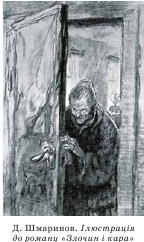 Д. Шмаринов. Ілюстрація
до роману «Злочин і кара»